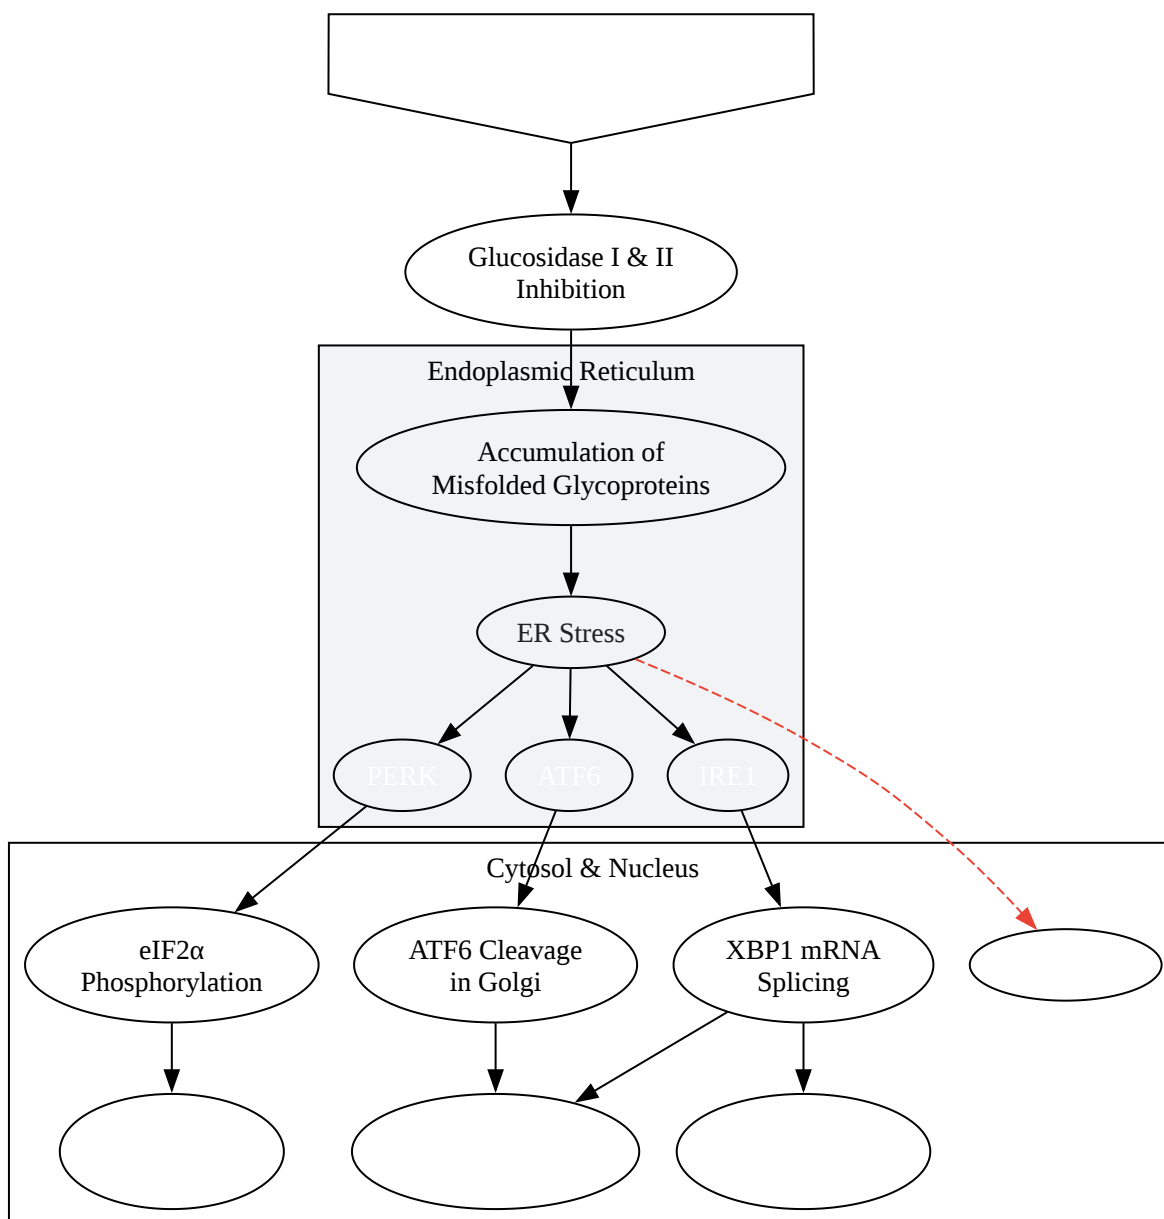 Glucosidase I & II
Inhibition
Endoplasmic Reticulum
Accumulation of
Misfolded Glycoproteins
ER Stress
PERK
ATF6
IRE1
Cytosol & Nucleus
eIF2α
Phosphorylation
ATF6 Cleavage
in Golgi
XBP1 mRNA
Splicing